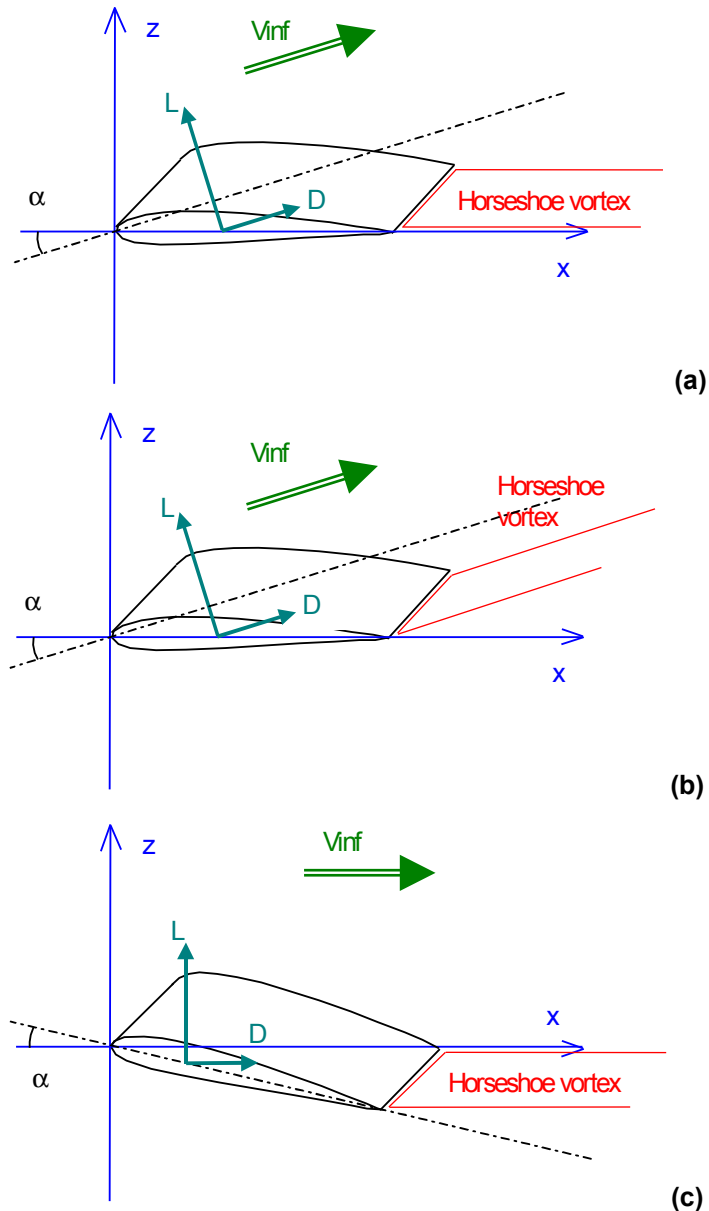 z
Vinf
L
α
D
Horseshoe vortex
x
(a)
z
Vinf
Horseshoe
vortex
L
α
D
x
(b)
z
Vinf
L
x
D
α
Horseshoe vortex
(c)